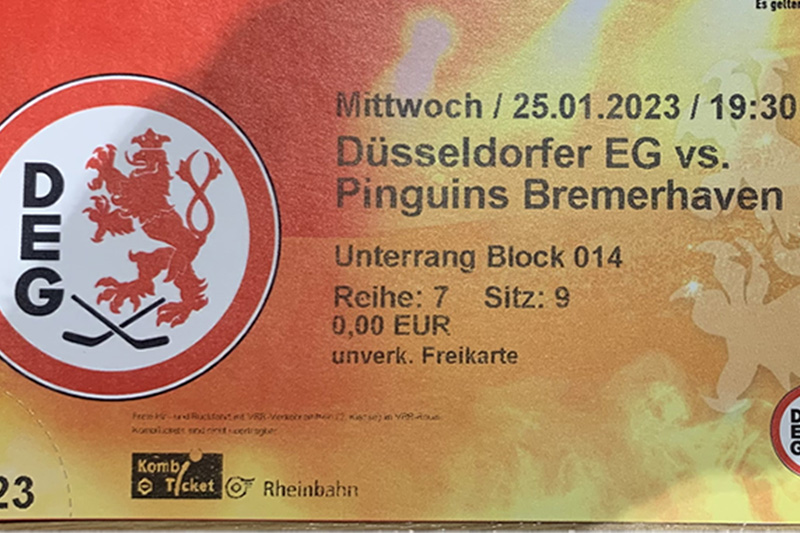 Es gelten
Mittwoch / 25.01.2023 / 19:30
Düsseldorfer EG vs.
Pinguins Bremerhaven
Unterrang Block 014
Reihe: 7 Sitz: 9
0,00 EUR
unverk. Freikarte
DEG
Komb
Ticket
Rheinbahn
23
DEG